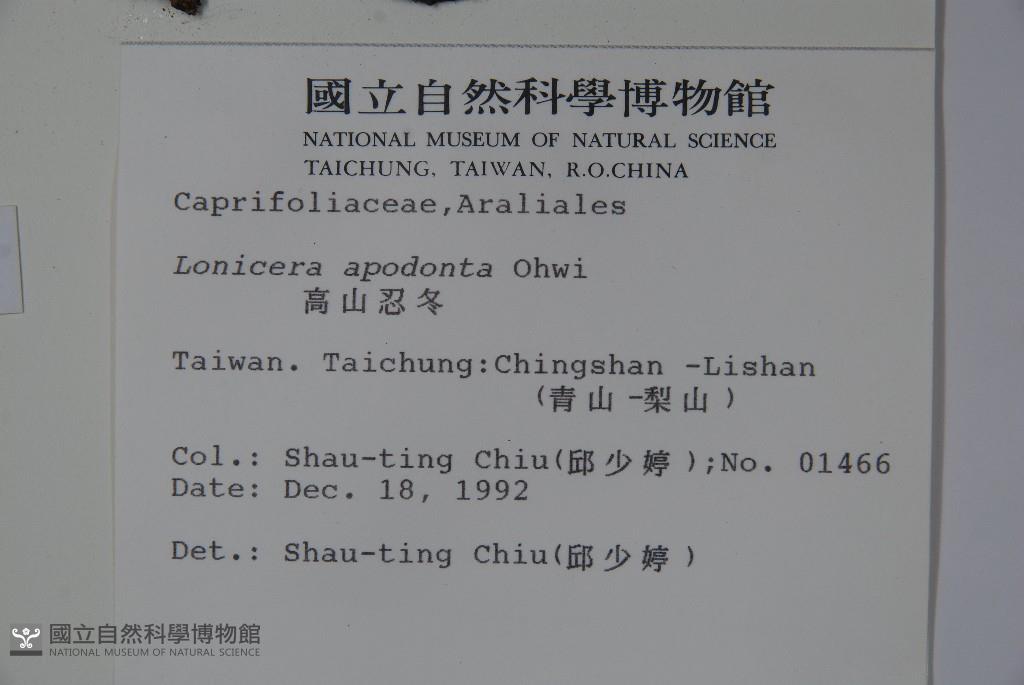 國立自然科學博物館
NATIONAL MUSEUM OF NATURAL SCIENCE
TAICHUNG, TAIWAN, R.O.CHINA
Caprifoliaceae,Araliales
Lonicera apodonta Ohwi
高山忍冬
Taiwan. Taichung:Chingshan -Lishan
(青山-梨山)
Col.: Shau-ting Chiu(邱少婷);No. 01466
Date: Dec. 18, 1992
Det.: Shau-ting Chiu(邱少婷)
國立自然科學博物館
NATIONAL MUSEUM OF NATURAL SCIENCE